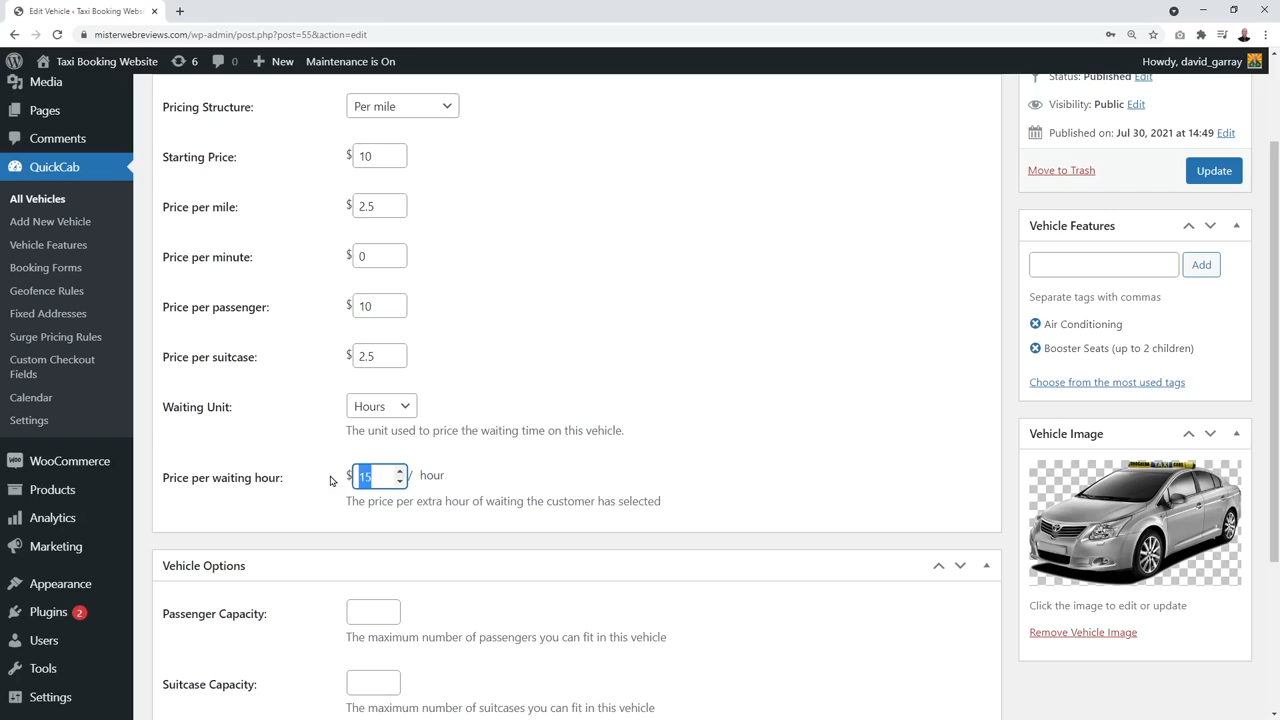 Edit Vehicle ‹ Taxi Booking Webs
misterwebreviews.com/wp-admin/post.php?post=55&action=edit
Taxi Booking Website
6
0
New
Maintenance is On
Howdy, david_garray
Media
Pages
Comments
QuickCab
All Vehicles
Add New Vehicle
Vehicle Features
Booking Forms
Geofence Rules
Fixed Addresses
Surge Pricing Rules
Custom Checkout
Fields
Calendar
Settings
WooCommerce
Products
Analytics
Marketing
Appearance
Plugins 2
Users
Tools
Settings
Pricing Structure: Per mile
Starting Price: $ 10
Price per mile: $ 2.5
Price per minute: $ 0
Price per passenger: $ 10
Price per suitcase: $ 2.5
Waiting Unit: Hours
The unit used to price the waiting time on this vehicle.
Price per waiting hour: $ 15 / hour
The price per extra hour of waiting the customer has selected
Vehicle Options
Passenger Capacity:
The maximum number of passengers you can fit in this vehicle
Suitcase Capacity:
The maximum number of suitcases you can fit in this vehicle
Status: Published Edit
Visibility: Public Edit
Published on: Jul 30, 2021 at 14:49 Edit
Move to Trash
Update
Vehicle Features
Add
Separate tags with commas
Air Conditioning
Booster Seats (up to 2 children)
Choose from the most used tags
Vehicle Image
TAXI
Click the image to edit or update
Remove Vehicle Image